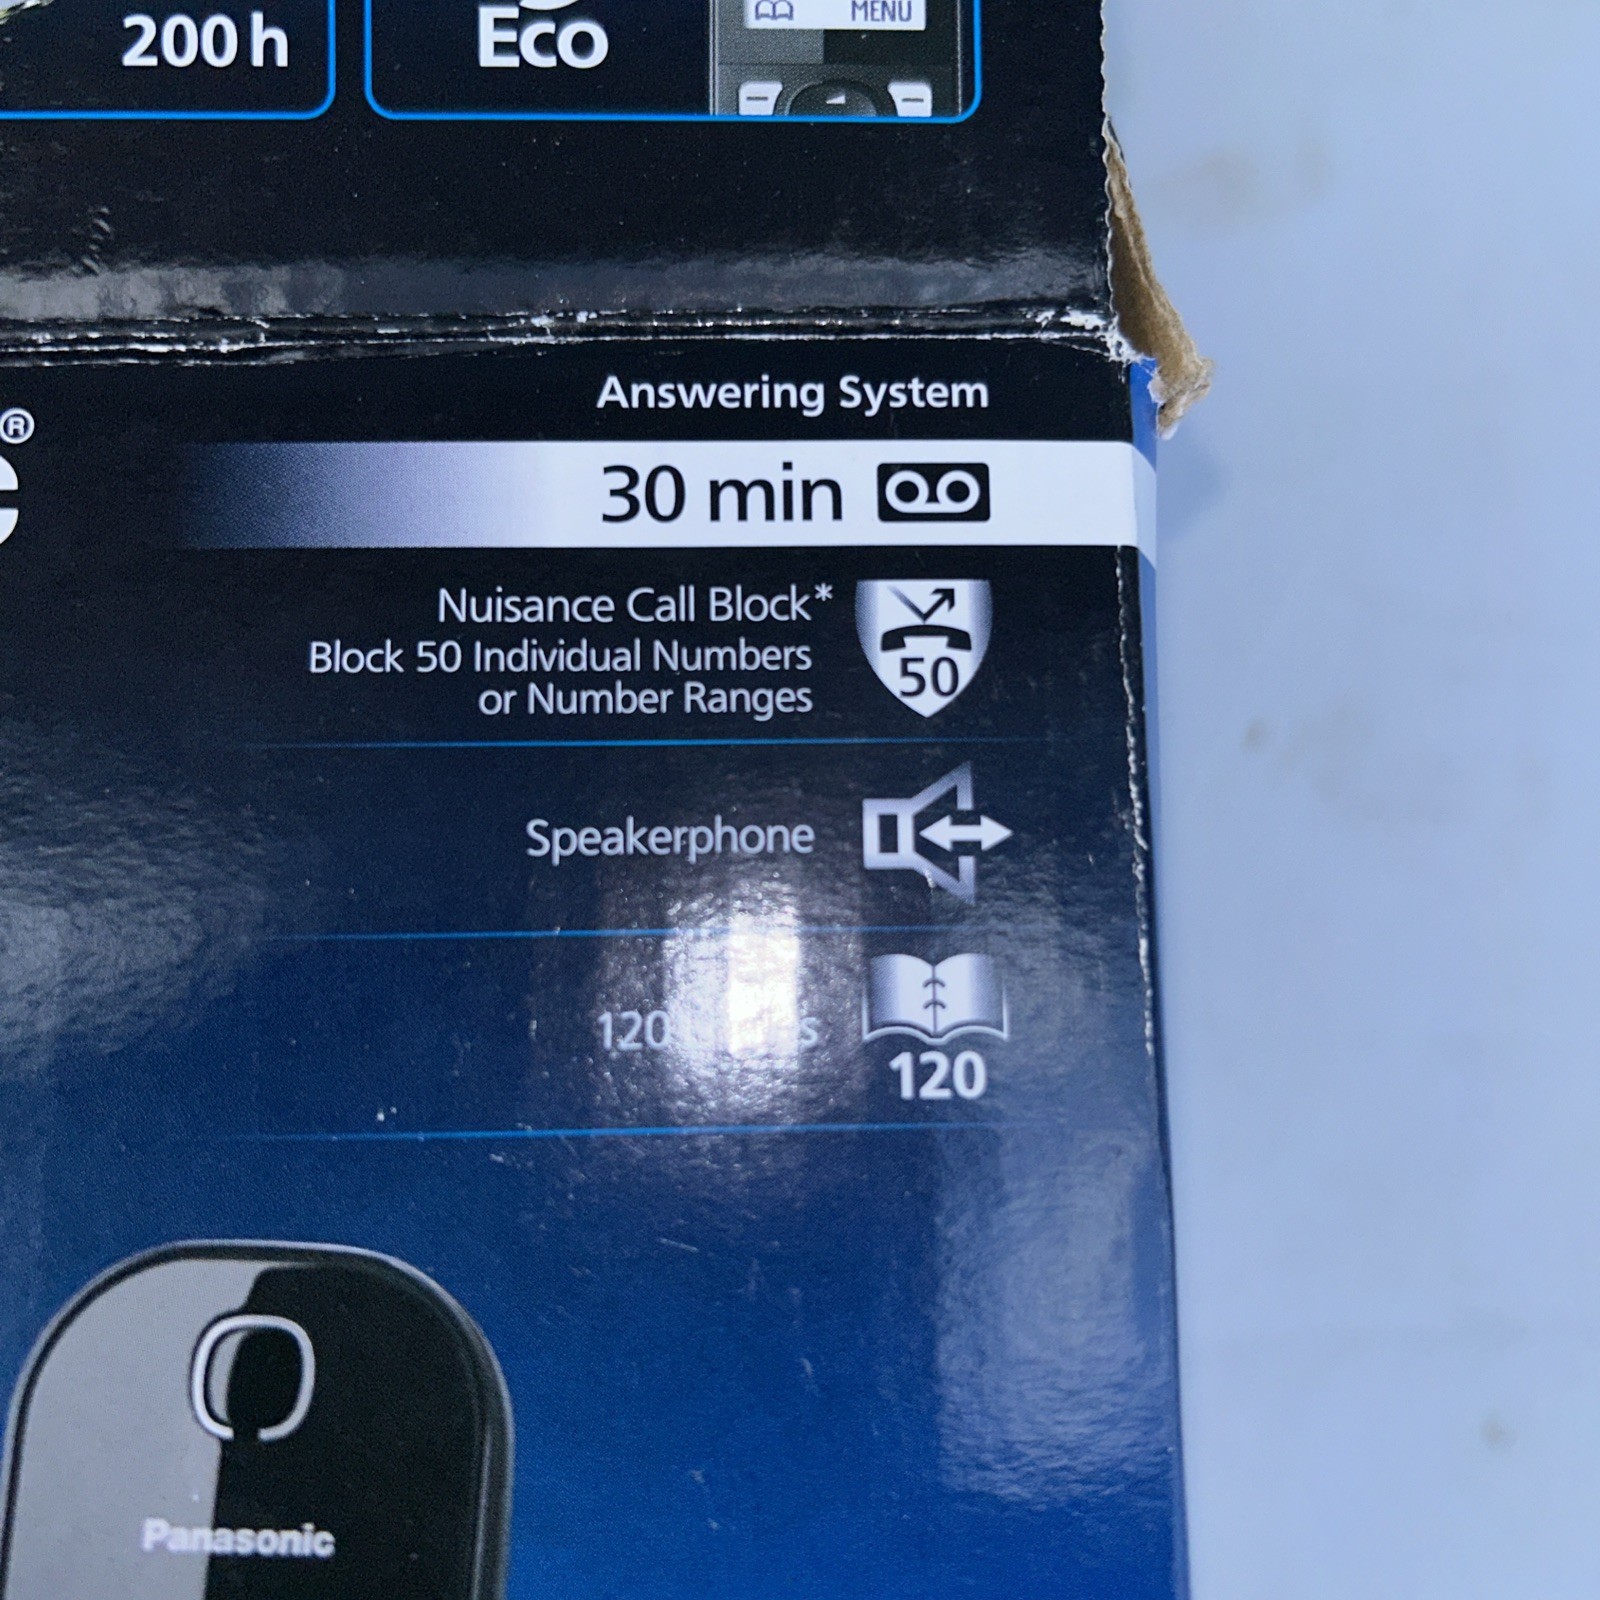 200 h
Eco
MENU
®
Answering System
30 min
Nuisance Call Block*
Block 50 Individual Numbers
or Number Ranges
50
Speakerphone
120
120
Panasonic